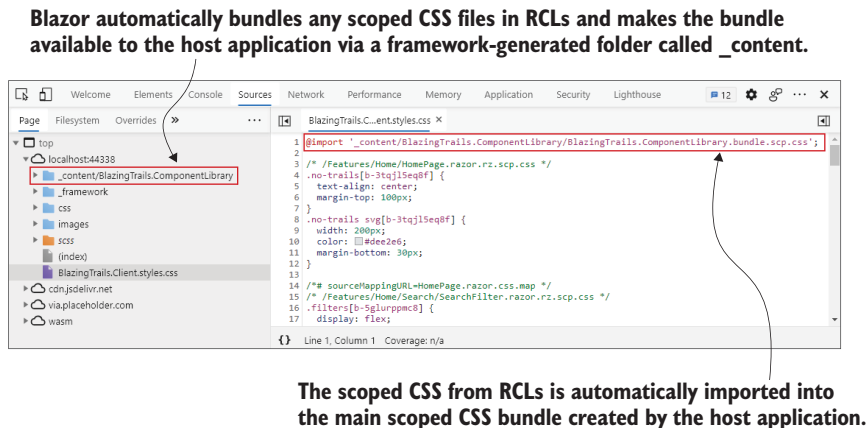 Blazor automatically bundles any scoped CSS files in RCLs and makes the bundle
available to the host application via a framework-generated folder called _content.
Welcome Elements Console Sources Network Performance Memory Application Security Lighthouse 12
Page Filesystem Overrides »
BlazingTrails.C...ent.styles.css ×
top
localhost:44338
_content/BlazingTrails.ComponentLibrary
_framework
css
images
scss
(index)
BlazingTrails.Client.styles.css
cdn.jsdelivr.net
via.placeholder.com
wasm
1 @import '_content/BlazingTrails.ComponentLibrary/BlazingTrails.ComponentLibrary.bundle.scp.css';
2
3 /* /Features/Home/HomePage.razor.rz.scp.css */
4 .no-trails[b-3tqjl5eq8f] {
5 text-align: center;
6 margin-top: 100px;
7 }
8 .no-trails svg[b-3tqjl5eq8f] {
9 width: 200px;
10 color: #dee2e6;
11 margin-bottom: 30px;
12 }
13
14 /*# sourceMappingURL=HomePage.razor.css.map */
15 /* /Features/Home/Search/SearchFilter.razor.rz.scp.css */
16 .filters[b-5glurppmc8] {
17 display: flex;
{} Line 1, Column 1 Coverage: n/a
The scoped CSS from RCLs is automatically imported into
the main scoped CSS bundle created by the host application.